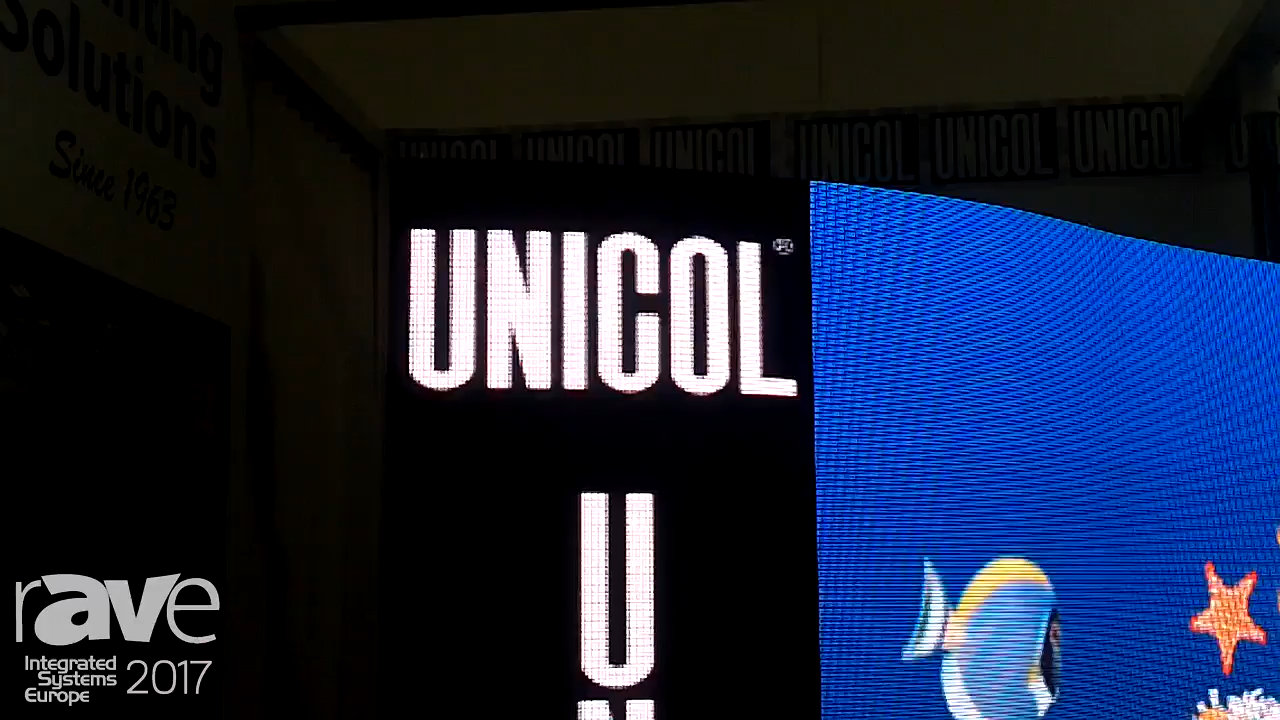 Solutions
Since 1963
UNICOL UNICOL UNICOL UNICOL UNICOL UNICOL
UNICOL®
U
rave
Integrated
Systems
Europe
2017